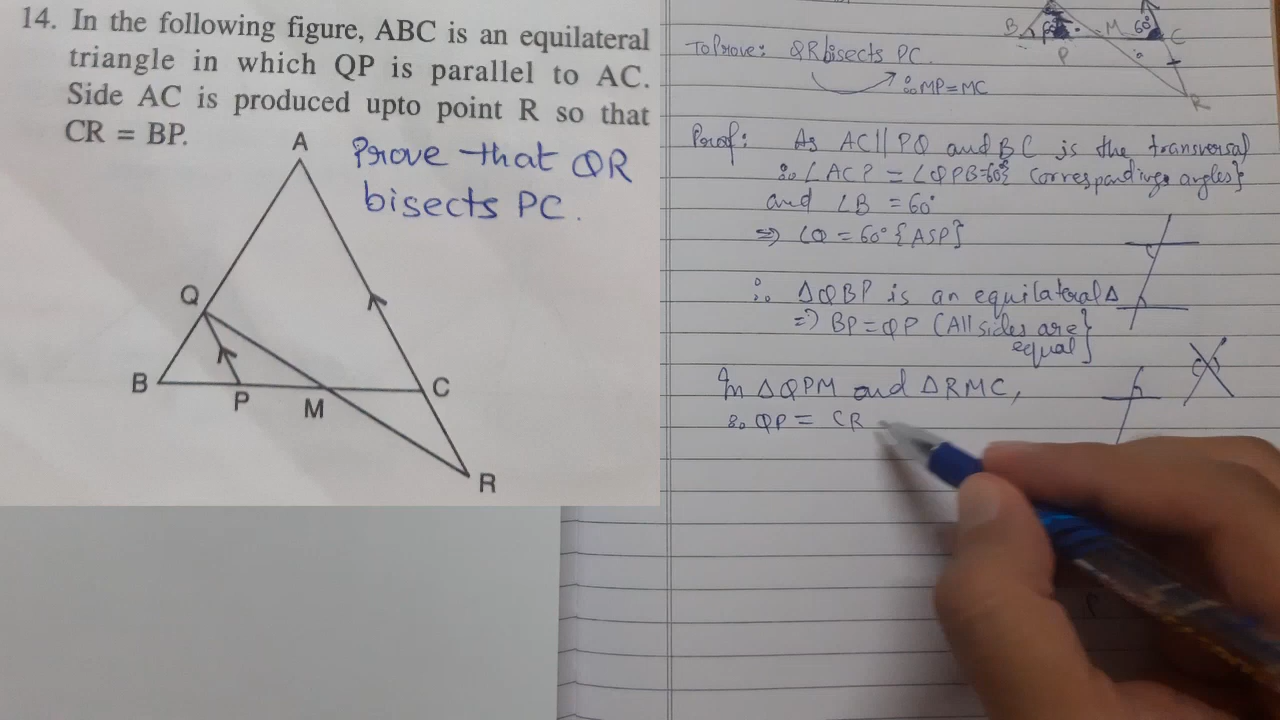 14. In the following figure, ABC is an equilateral
triangle in which QP is parallel to AC.
Side AC is produced upto point R so that
CR = BP.
Prove that QR
bisects PC.
A
Q
B
P
M
C
R
B
M
C
60°
P
R
To Prove: QR bisects PC.
∴ MP = MC
Proof: As AC || PQ and BC is the transversal
∴ ∠ACP = ∠QPB = 60° {corresponding angles}
and ∠B = 60°
⇒ ∠Q = 60° {ASP}
∴ ΔQBP is an equilateral Δ
⇒ BP = QP (All sides are
equal}
In ΔQPM and ΔRMC,
∴ QP = CR